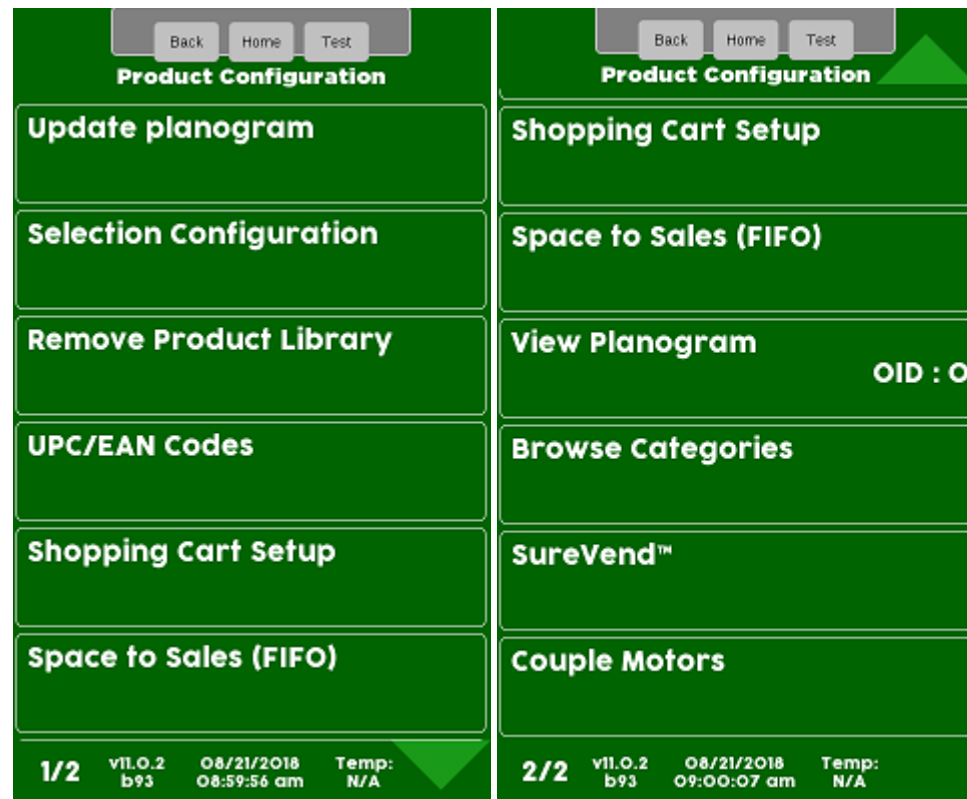 Back Home Test
Product Configuration
Update planogram
Selection Configuration
Remove Product Library
UPC/EAN Codes
Shopping Cart Setup
Space to Sales (FIFO)
1/2
v11.0.2
b93
08/21/2018
08:59:56 am
Temp:
N/A
Back Home Test
Product Configuration
Shopping Cart Setup
Space to Sales (FIFO)
View Planogram
OID : 0
Browse Categories
SureVend™
Couple Motors
2/2
v11.0.2
b93
08/21/2018
09:00:07 am
Temp:
N/A